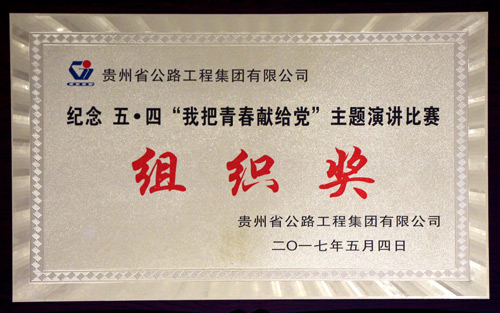 贵州省公路工程集团有限公司
纪念 五·四 “我把青春献给党” 主题演讲比赛
组织奖
贵州省公路工程集团有限公司
二〇一七年五月四日